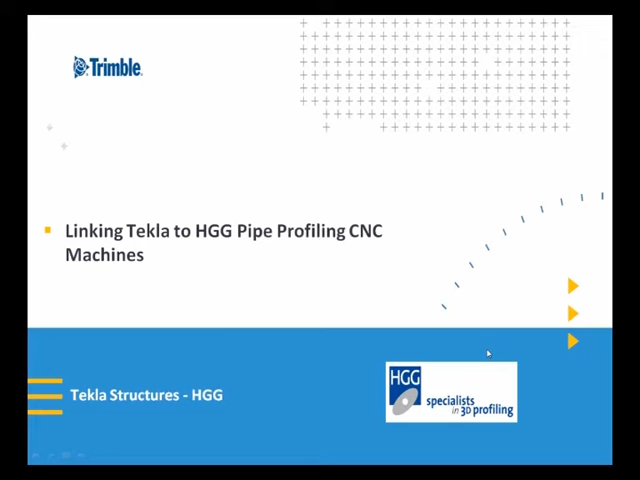 Trimble.
Linking Tekla to HGG Pipe Profiling CNC
Machines
Tekla Structures - HGG
HGG
specialists
in 3D profiling